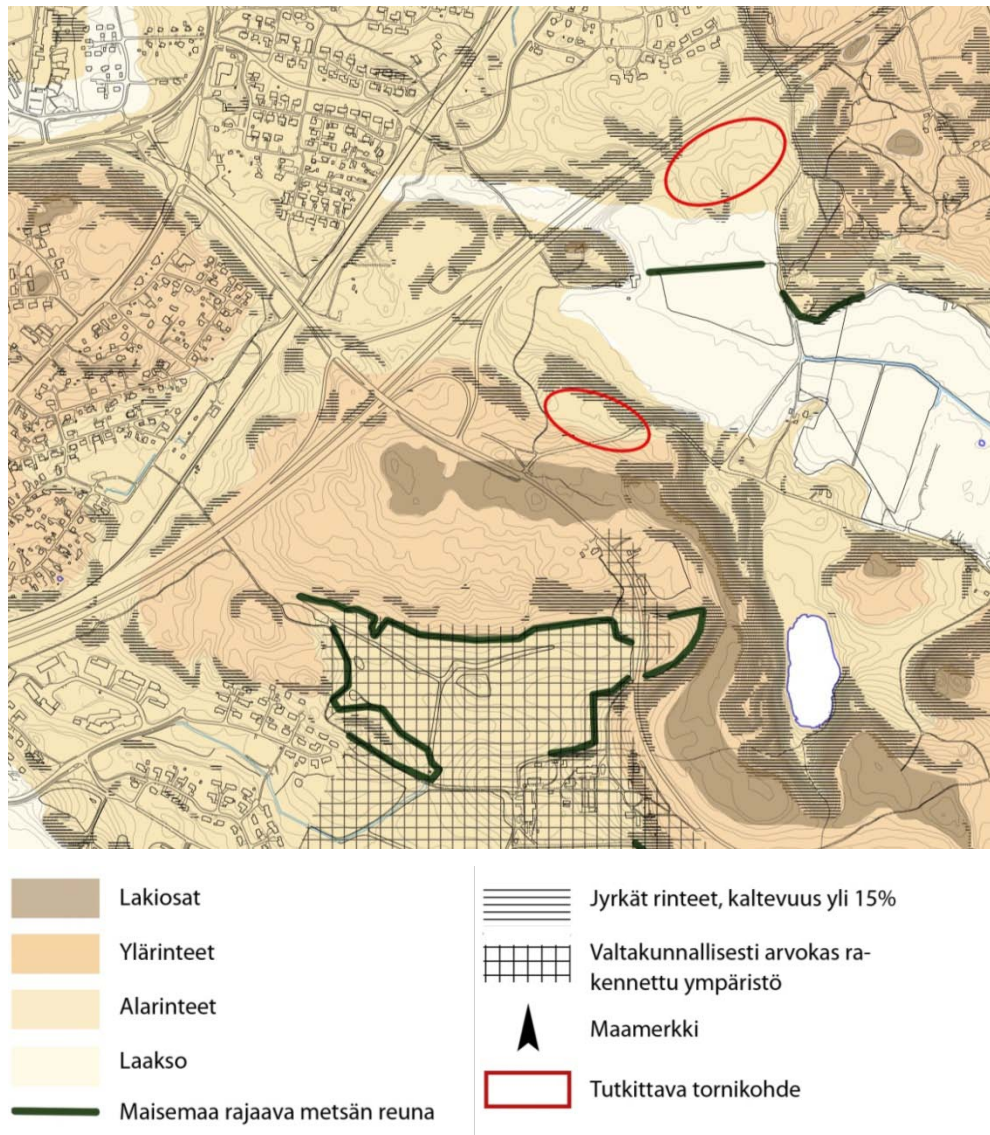 Lakiosat
Ylärinteet
Alarinteet
Laakso
Maisemaa rajaava metsän reuna
Jyrkät rinteet, kaltevuus yli 15%
Valtakunnallisesti arvokas ra-
kennettu ympäristö
Maamerkki
Tutkittava tornikohde